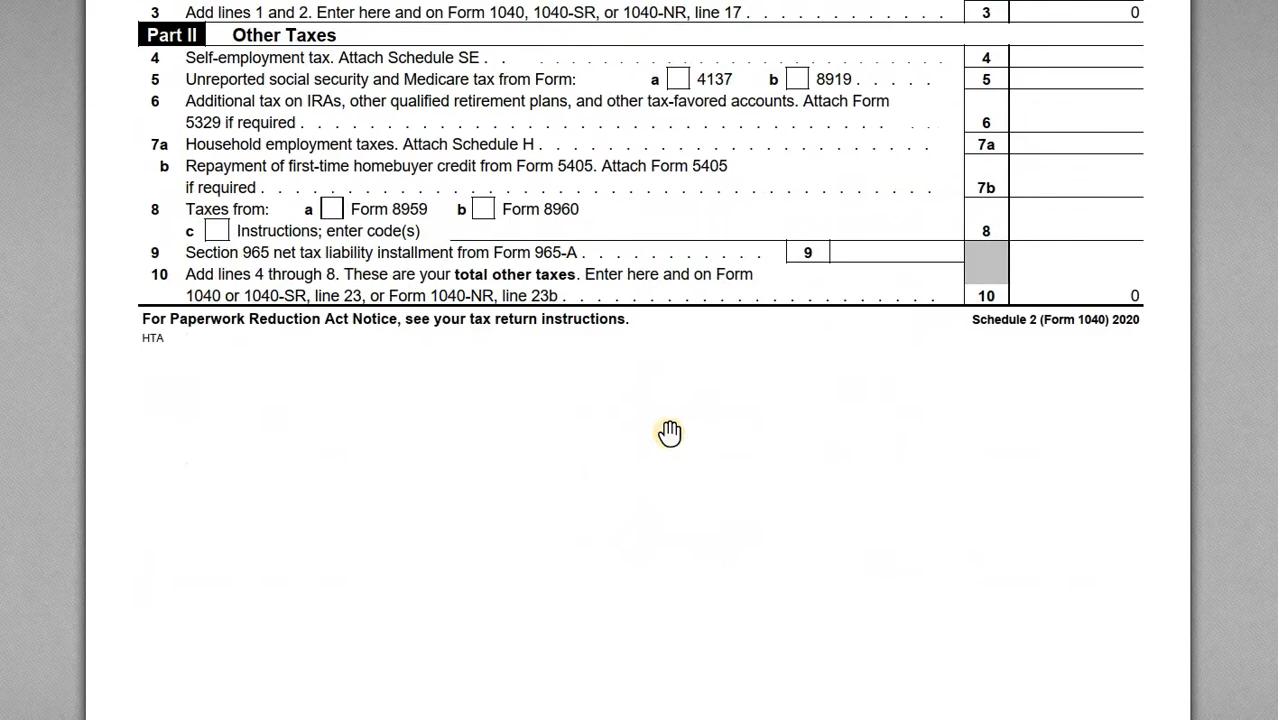 3 Add lines 1 and 2. Enter here and on Form 1040, 1040-SR, or 1040-NR, line 17 . . . . . . . . . . . 3 0
Part II Other Taxes
4 Self-employment tax. Attach Schedule SE . . . . . . . . . . . . . . . . . . . . . . 4
5 Unreported social security and Medicare tax from Form: a 4137 b 8919 . . . . . 5
6 Additional tax on IRAs, other qualified retirement plans, and other tax-favored accounts. Attach Form
5329 if required . . . . . . . . . . . . . . . . . . . . . . . . . . . . . 6
7a Household employment taxes. Attach Schedule H . . . . . . . . . . . . . . . . . . . 7a
b Repayment of first-time homebuyer credit from Form 5405. Attach Form 5405
if required . . . . . . . . . . . . . . . . . . . . . . . . . . . . . . . 7b
8 Taxes from: a Form 8959 b Form 8960
c Instructions; enter code(s) 8
9 Section 965 net tax liability installment from Form 965-A . . . . . . . . . . 9
10 Add lines 4 through 8. These are your total other taxes. Enter here and on Form
1040 or 1040-SR, line 23, or Form 1040-NR, line 23b . . . . . . . . . . . . . . . . . . 10 0
For Paperwork Reduction Act Notice, see your tax return instructions. Schedule 2 (Form 1040) 2020
HTA